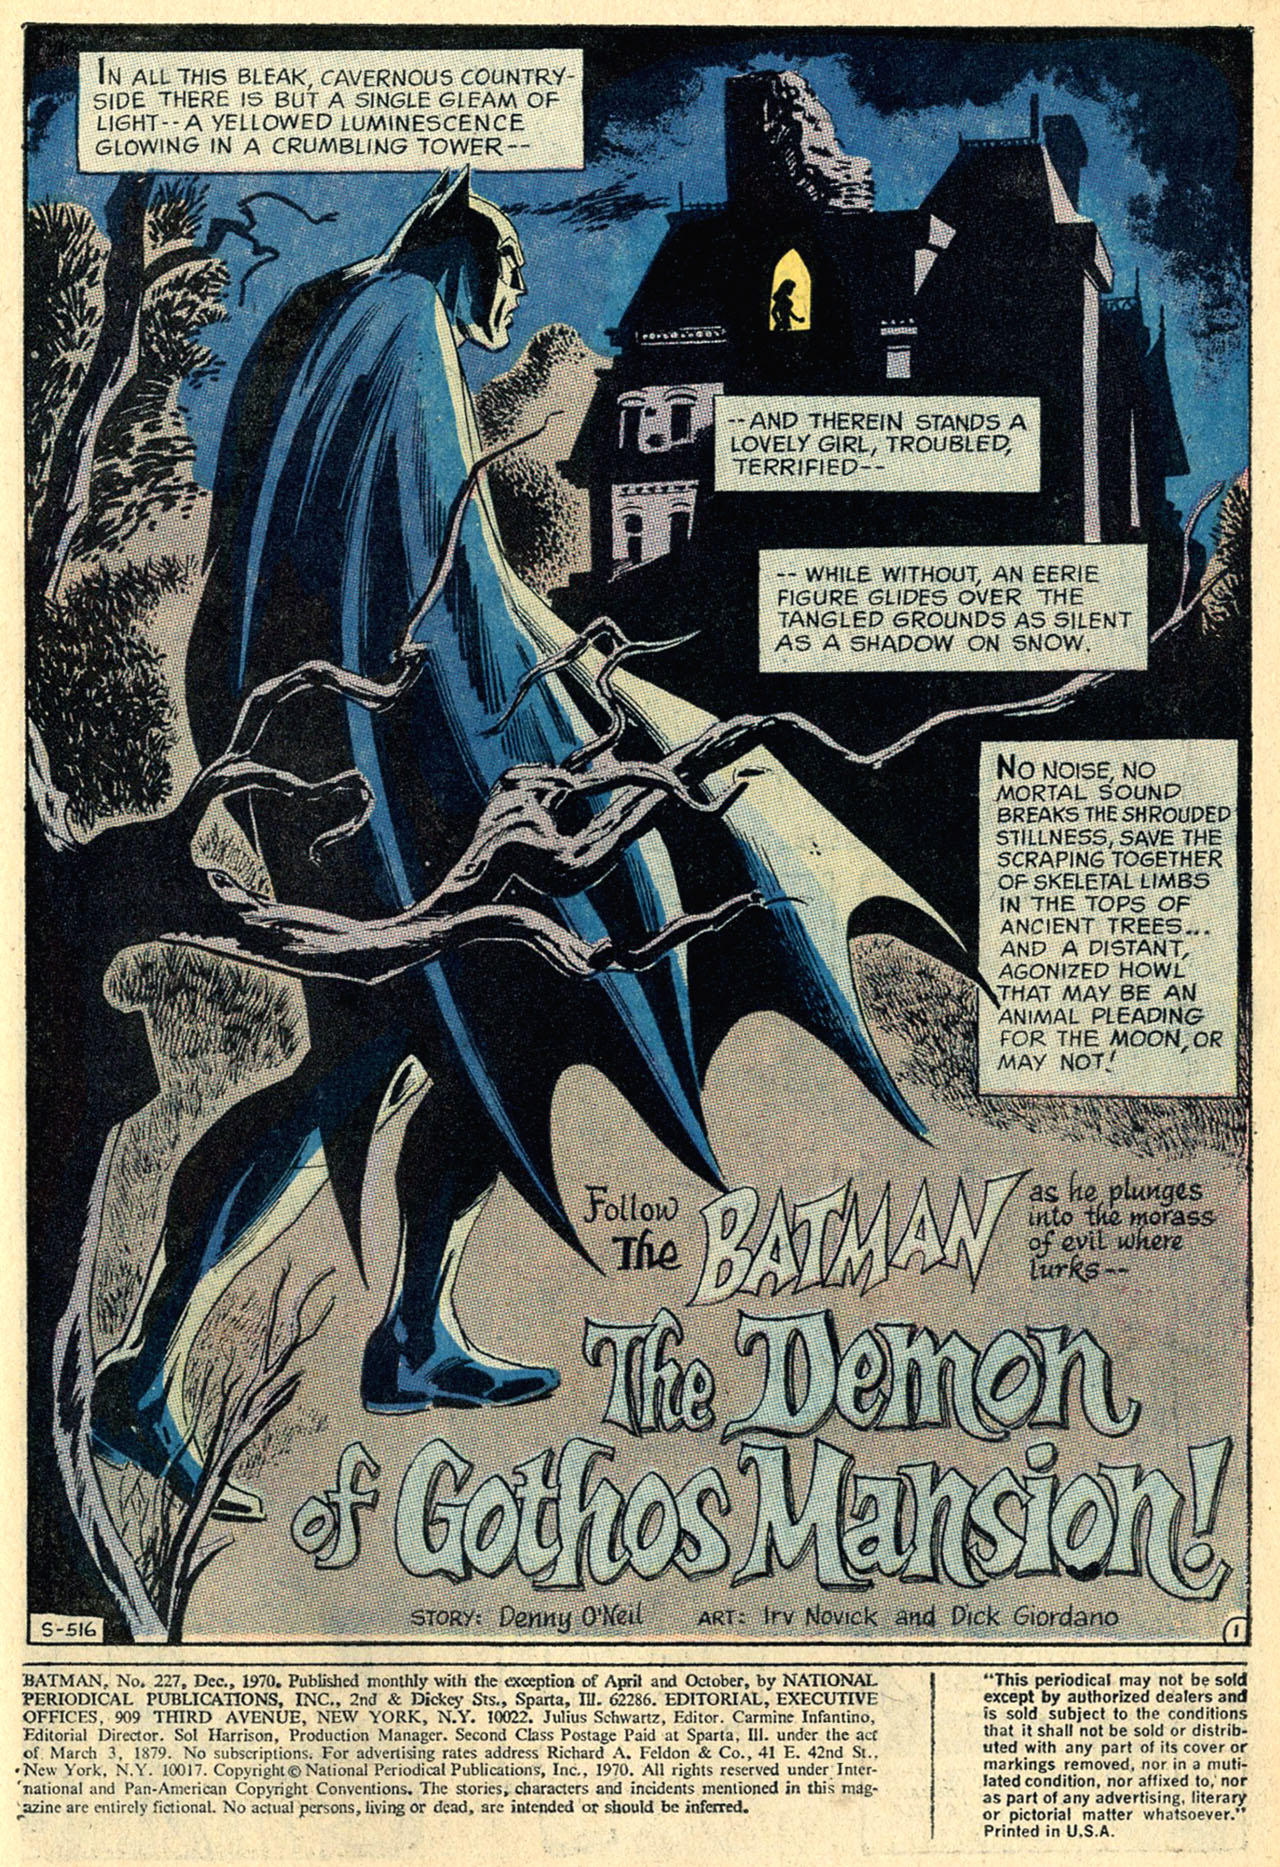 IN ALL THIS BLEAK, CAVERNOUS COUNTRY-
SIDE THERE IS BUT A SINGLE GLEAM OF
LIGHT--A YELLOWED LUMINESCENCE
GLOWING IN A CRUMBLING TOWER--
--AND THEREIN STANDS A
LOVELY GIRL, TROUBLED,
TERRIFIED--
-- WHILE WITHOUT, AN EERIE
FIGURE GLIDES OVER THE
TANGLED GROUNDS AS SILENT
AS A SHADOW ON SNOW.
NO NOISE, NO
MORTAL SOUND
BREAKS THE SHROUDED
STILLNESS, SAVE THE
SCRAPING TOGETHER
OF SKELETAL LIMBS
IN THE TOPS OF
ANCIENT TREES...
AND A DISTANT,
AGONIZED HOWL
THAT MAY BE AN
ANIMAL PLEADING
FOR THE MOON, OR
MAY NOT!
Follow
The
BATMAN
as he plunges
into the morass
of evil where
lurks--
The Demon
of Gothos Mansion!
STORY: Denny O'Neil ART: Irv Novick and Dick Giordano
S-516
1
BATMAN, No. 227, Dec., 1970. Published monthly with the exception of April and October, by NATIONAL
PERIODICAL PUBLICATIONS, INC., 2nd & Dickey Sts., Sparta, Ill. 62286. EDITORIAL, EXECUTIVE
OFFICES, 909 THIRD AVENUE, NEW YORK, N.Y. 10022. Julius Schwartz, Editor. Carmine Infantino,
Editorial Director. Sol Harrison, Production Manager. Second Class Postage Paid at Sparta, Ill. under the act
of March 3, 1879. No subscriptions. For advertising rates address Richard A. Feldon & Co., 41 E. 42nd St.,
New York, N.Y. 10017. Copyright © National Periodical Publications, Inc., 1970. All rights reserved under Inter-
national and Pan-American Copyright Conventions. The stories, characters and incidents mentioned in this mag-
azine are entirely fictional. No actual persons, living or dead, are intended or should be inferred.
"This periodical may not be sold
except by authorized dealers and
is sold subject to the conditions
that it shall not be sold or distrib-
uted with any part of its cover or
markings removed, nor in a muti-
lated condition, nor affixed to, nor
as part of any advertising, literary
or pictorial matter whatsoever."
Printed in U.S.A.